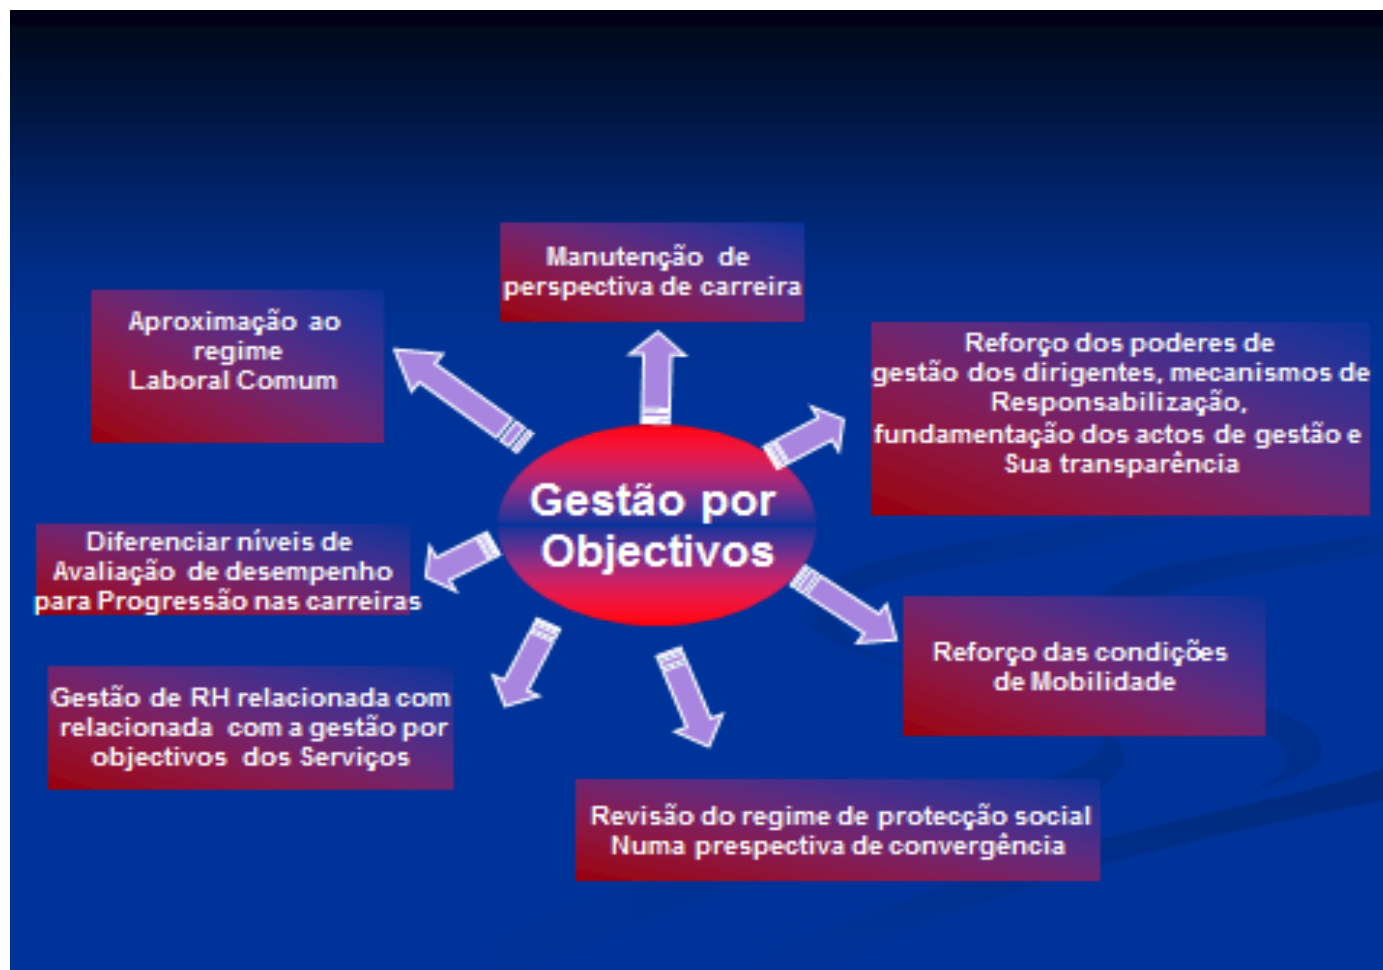 Manutenção de
perspectiva de carreira
Aproximação ao
regime
Laboral Comum
Reforço dos poderes de
gestão dos dirigentes, mecanismos de
Responsabilização,
fundamentação dos actos de gestão e
Sua transparência
Gestão por
Objectivos
Diferenciar níveis de
Avaliação de desempenho
para Progressão nas carreiras
Reforço das condições
de Mobilidade
Gestão de RH relacionada com
relacionada com a gestão por
objectivos dos Serviços
Revisão do regime de protecção social
Numa prespectiva de convergência